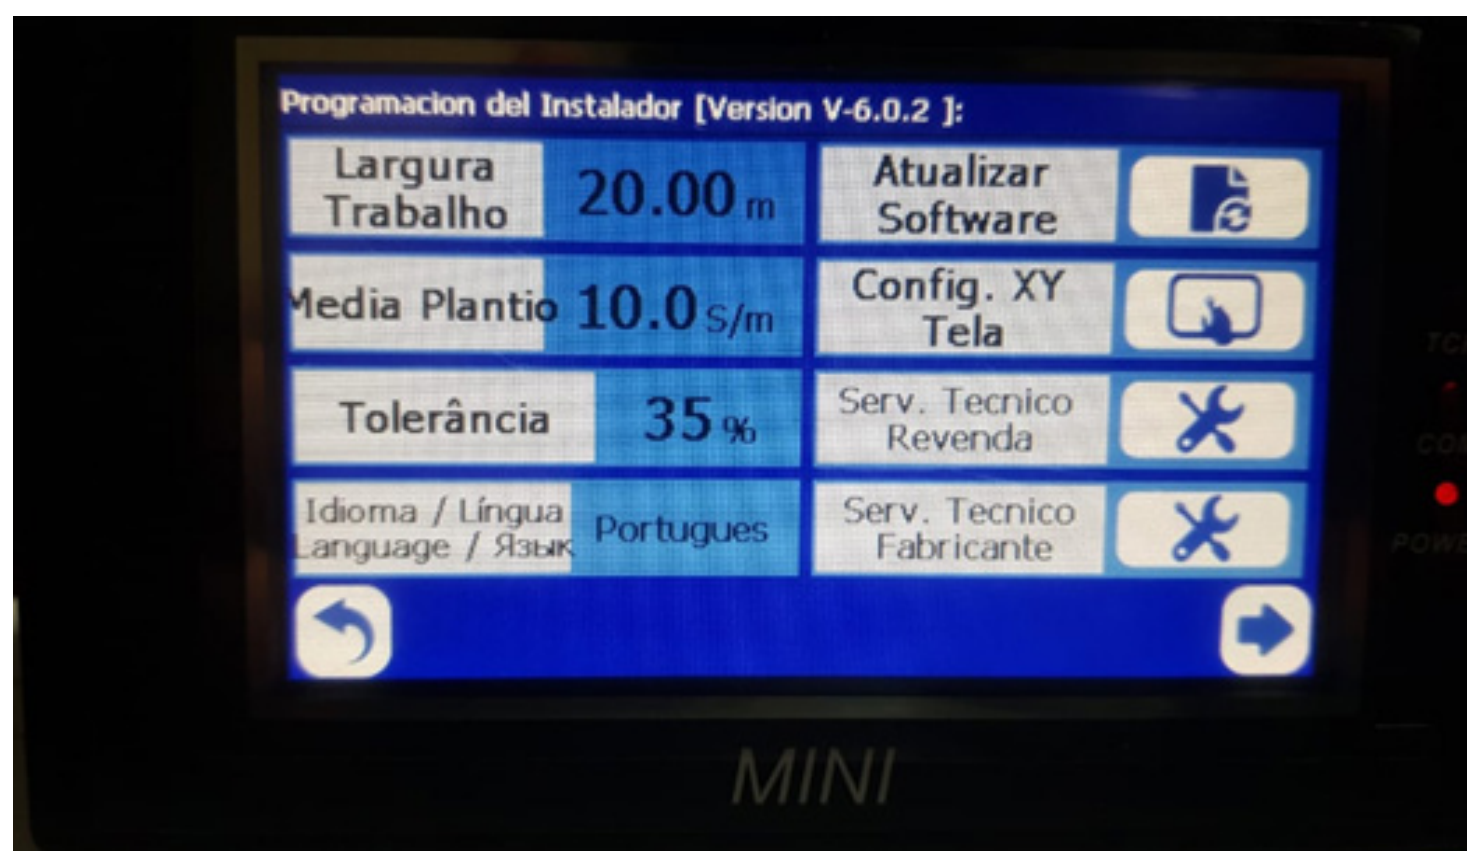 Programacion del Instalador [Version V-6.0.2 ]:
Largura
Trabalho
20.00 m
Atualizar
Software
Media Plantio
10.0 S/m
Config. XY
Tela
Tolerância
35 %
Serv. Tecnico
Revenda
Idioma / Língua
Language / Язык
Portugues
Serv. Tecnico
Fabricante
MINI